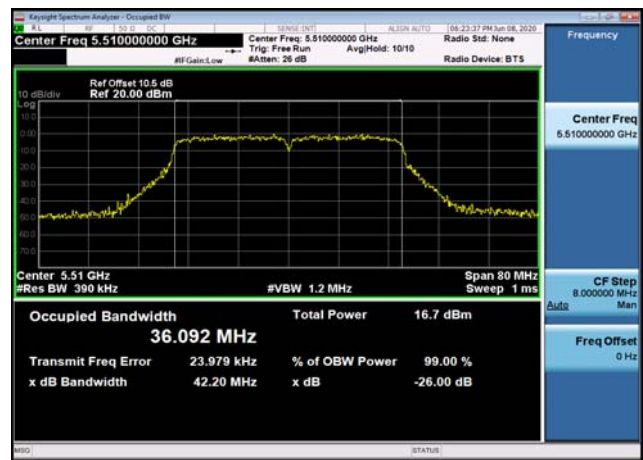 Keysight Spectrum Analyzer - Occupied BW
RL RF 50 Ω DC SENSE:INT ALIGN AUTO 06:23:37 PM Jun 08, 2020
Center Freq 5.510000000 GHz
Center Freq: 5.510000000 GHz Radio Std: None
Trig: Free Run Avg|Hold: 10/10
#IFGain:Low #Atten: 26 dB Radio Device: BTS
Frequency
Ref Offset 10.5 dB
10 dB/div Ref 20.00 dBm
Log
10.0
0.00
-10.0
-20.0
-30.0
-40.0
-50.0
-60.0
-70.0
Center Freq
5.510000000 GHz
Center 5.51 GHz Span 80 MHz
#Res BW 390 kHz #VBW 1.2 MHz Sweep 1 ms
CF Step
8.000000 MHz
Auto Man
Occupied Bandwidth Total Power 16.7 dBm
36.092 MHz
Freq Offset
0 Hz
Transmit Freq Error 23.979 kHz % of OBW Power 99.00 %
x dB Bandwidth 42.20 MHz x dB -26.00 dB
MSG STATUS